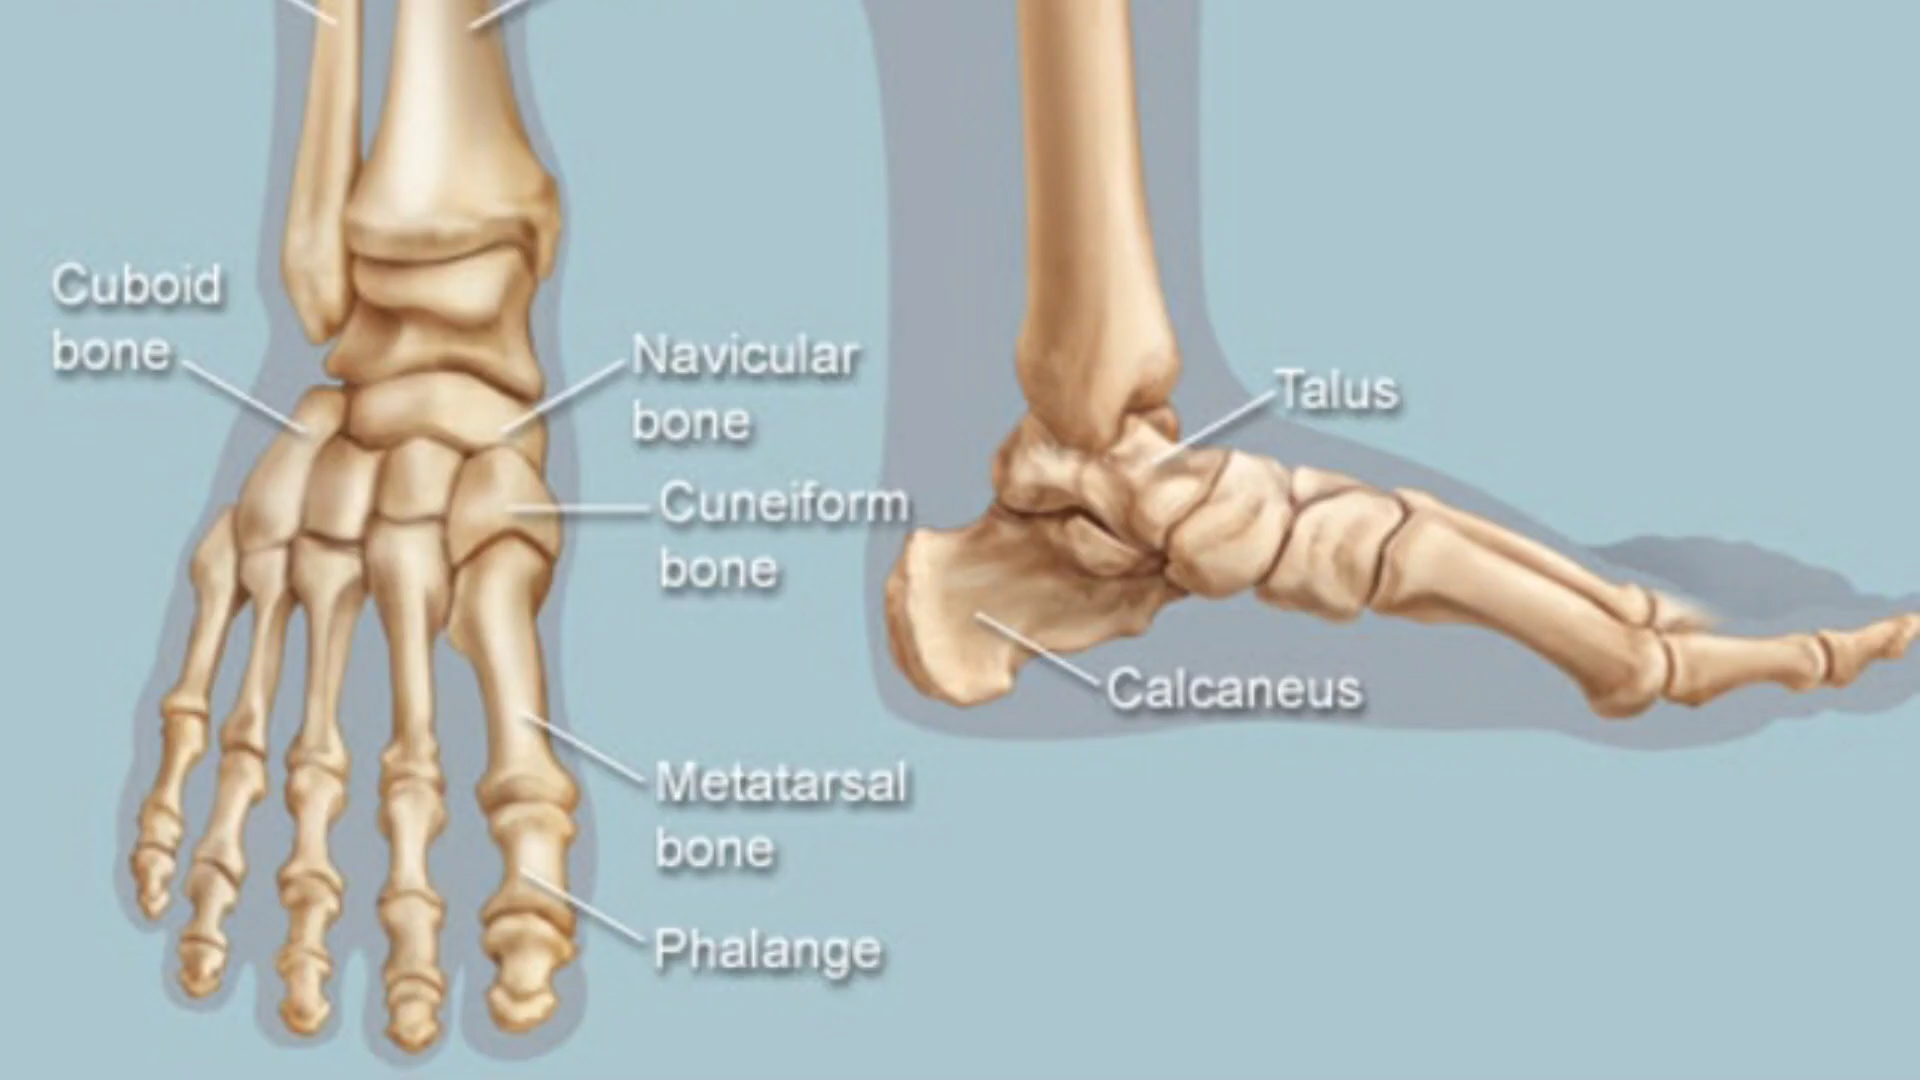 Cuboid
bone
Navicular
bone
Cuneiform
bone
Metatarsal
bone
Phalange
Talus
Calcaneus